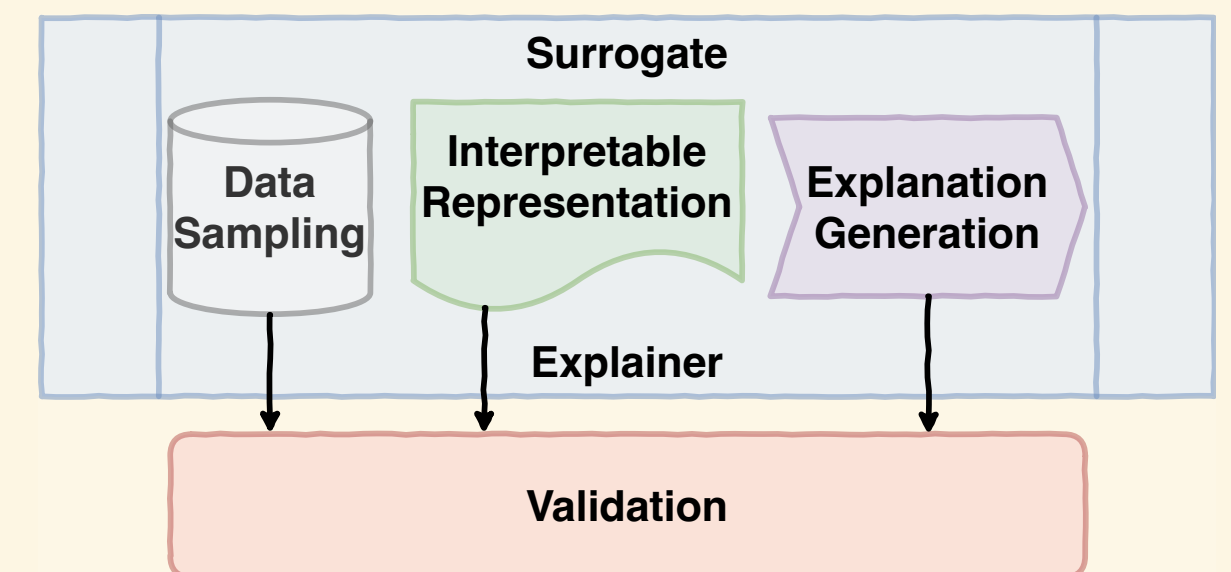 Surrogate
Data
Sampling
Interpretable
Representation
Explanation
Generation
Explainer
Validation